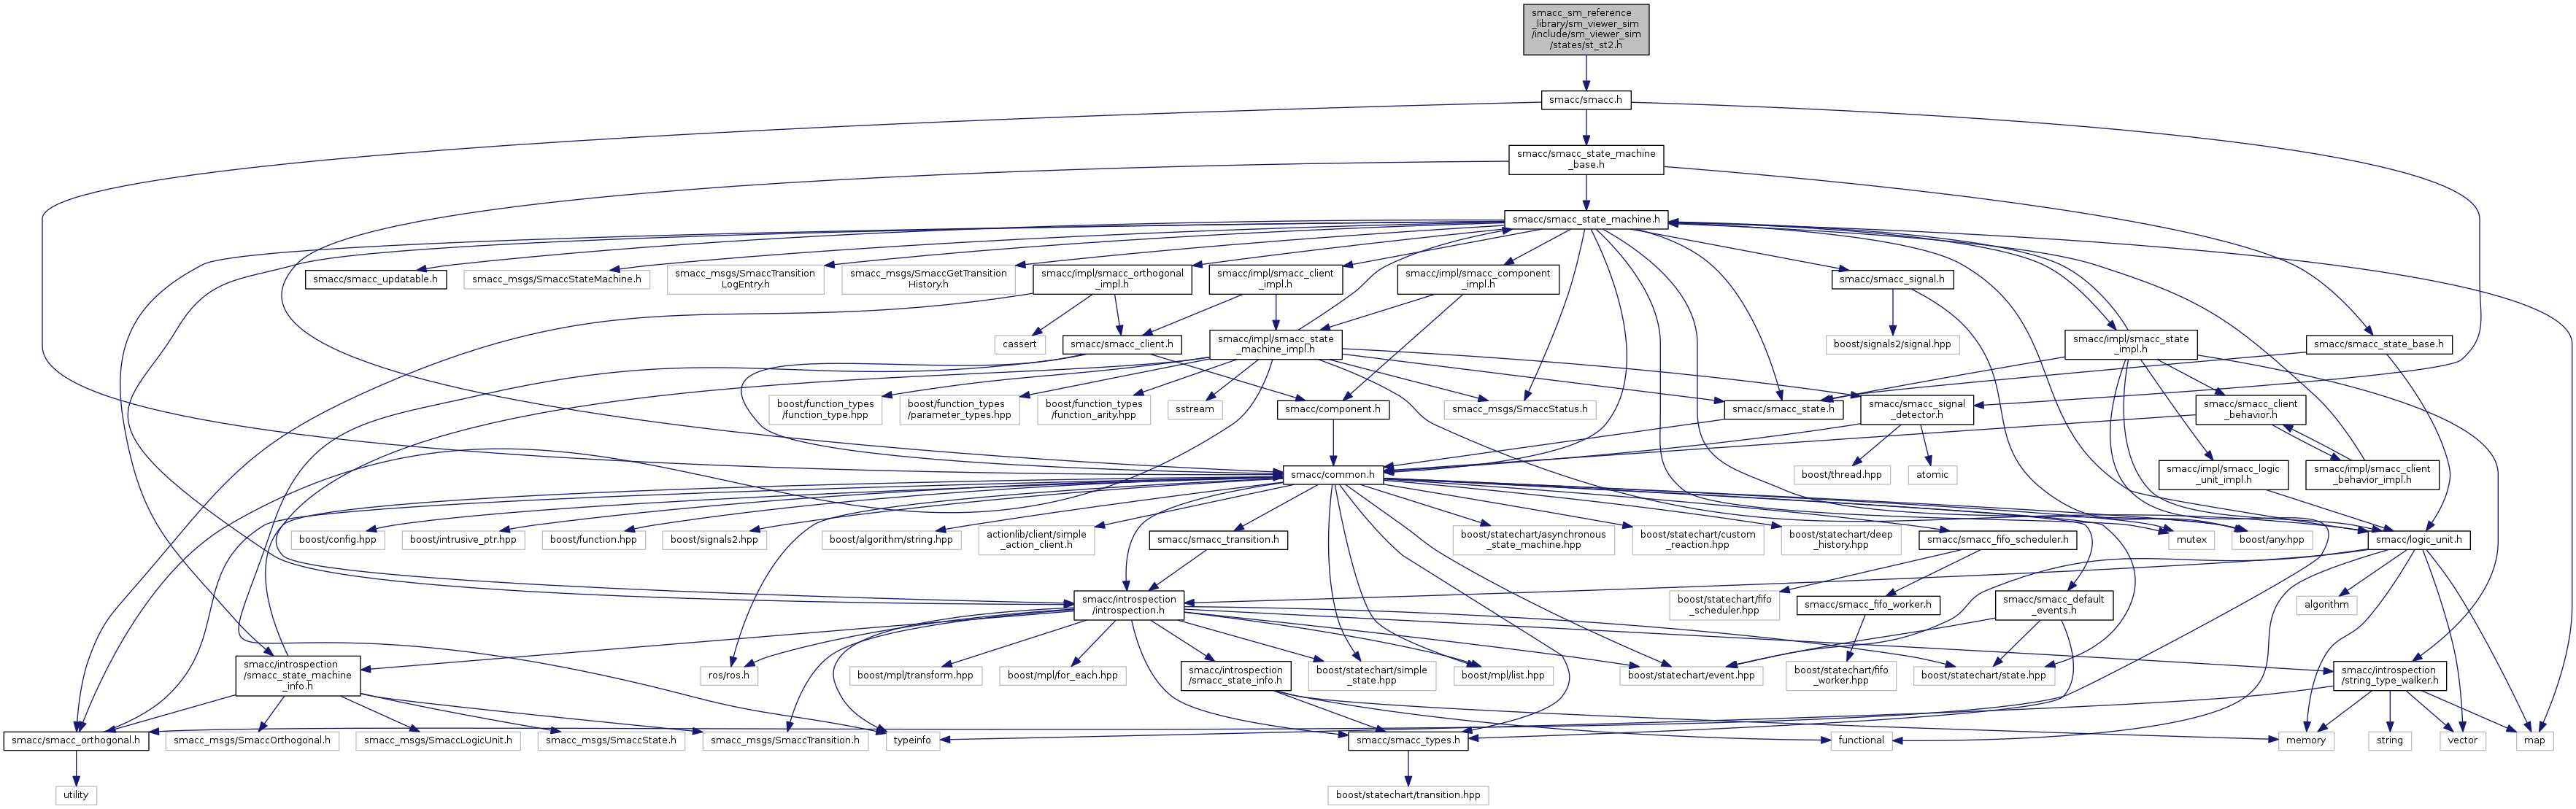 smacc_sm_reference
_library/sm_viewer_sim
/include/sm_viewer_sim
/states/st_st2.h
smacc/smacc.h
smacc/smacc_state_machine
_base.h
smacc/smacc_state_machine.h
smacc/smacc_updatable.h
smacc_msgs/SmaccStateMachine.h
smacc_msgs/SmaccTransition
LogEntry.h
smacc_msgs/SmaccGetTransition
History.h
smacc/impl/smacc_orthogonal
_impl.h
smacc/impl/smacc_client
_impl.h
smacc/impl/smacc_component
_impl.h
smacc/smacc_signal.h
cassert
smacc/smacc_client.h
smacc/impl/smacc_state
_machine_impl.h
boost/signals2/signal.hpp
smacc/impl/smacc_state
_impl.h
smacc/smacc_state_base.h
boost/function_types
/function_type.hpp
boost/function_types
/parameter_types.hpp
boost/function_types
/function_arity.hpp
sstream
smacc/component.h
smacc_msgs/SmaccStatus.h
smacc/smacc_state.h
smacc/smacc_signal
_detector.h
smacc/smacc_client
_behavior.h
smacc/common.h
boost/thread.hpp
atomic
smacc/impl/smacc_logic
_unit_impl.h
smacc/impl/smacc_client
_behavior_impl.h
boost/config.hpp
boost/intrusive_ptr.hpp
boost/function.hpp
boost/signals2.hpp
boost/algorithm/string.hpp
actionlib/client/simple
_action_client.h
smacc/smacc_transition.h
boost/statechart/asynchronous
_state_machine.hpp
boost/statechart/custom
_reaction.hpp
boost/statechart/deep
_history.hpp
smacc/smacc_fifo_scheduler.h
mutex
boost/any.hpp
smacc/logic_unit.h
smacc/introspection
/introspection.h
boost/statechart/fifo
_scheduler.hpp
smacc/smacc_fifo_worker.h
smacc/smacc_default
_events.h
algorithm
smacc/introspection
/smacc_state_machine
_info.h
ros/ros.h
boost/mpl/transform.hpp
boost/mpl/for_each.hpp
smacc/introspection
/smacc_state_info.h
boost/statechart/simple
_state.hpp
boost/mpl/list.hpp
boost/statechart/event.hpp
boost/statechart/fifo
_worker.hpp
boost/statechart/state.hpp
smacc/introspection
/string_type_walker.h
smacc/smacc_orthogonal.h
smacc_msgs/SmaccOrthogonal.h
smacc_msgs/SmaccLogicUnit.h
smacc_msgs/SmaccState.h
smacc_msgs/SmaccTransition.h
typeinfo
smacc/smacc_types.h
functional
memory
string
vector
map
utility
boost/statechart/transition.hpp